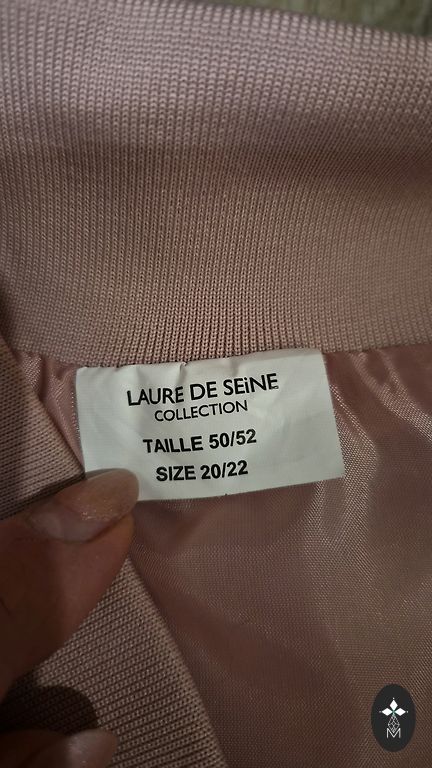 LAURE DE SEiNE
COLLECTION
TAILLE 50/52
SIZE 20/22